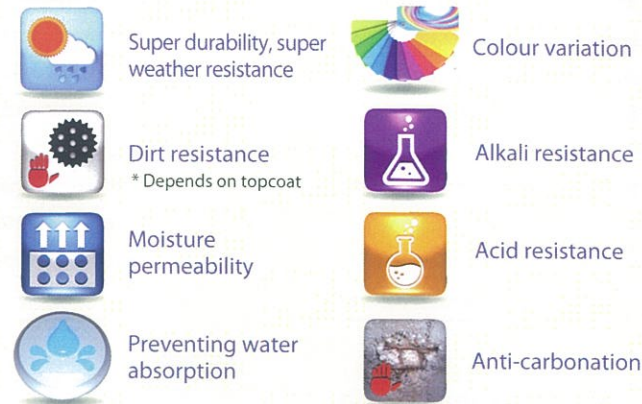 Super durability, super
weather resistance
Colour variation
Dirt resistance
* Depends on topcoat
Alkali resistance
Moisture
permeability
Acid resistance
Preventing water
absorption
Anti-carbonation